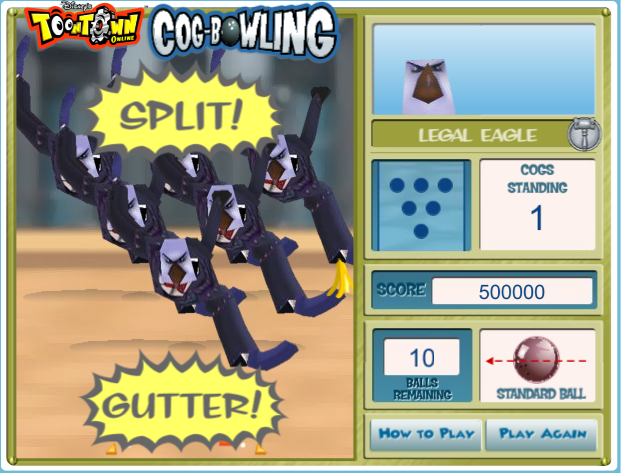 Disney's
TOONTOWN
ONLINE
COG-BOWLING
SPLIT!
LEGAL EAGLE
COGS
STANDING
1
SCORE 500000
10
BALLS
REMAINING
STANDARD BALL
GUTTER!
HOW TO PLAY
PLAY AGAIN